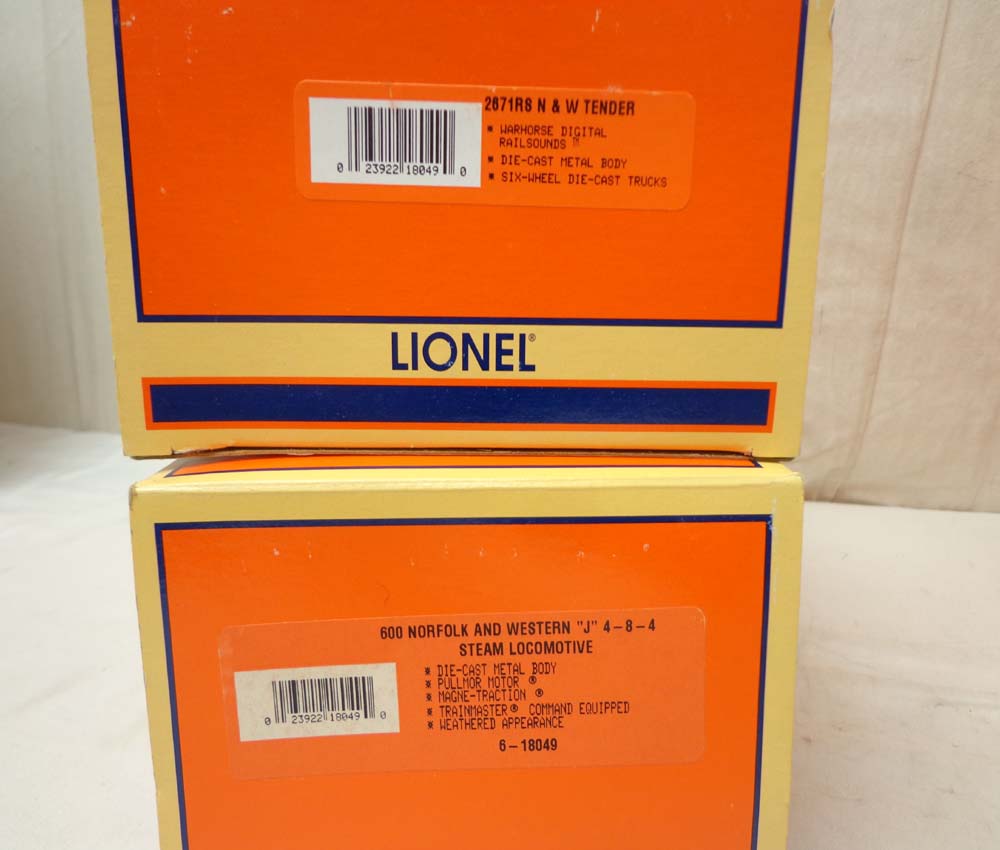 2671RS N & W TENDER
* WARHORSE DIGITAL
RAILSOUNDS ™
* DIE-CAST METAL BODY
* SIX-WHEEL DIE-CAST TRUCKS
0 23922 18049 0
LIONEL®
600 NORFOLK AND WESTERN "J" 4-8-4
STEAM LOCOMOTIVE
* DIE-CAST METAL BODY
* PULLMOR MOTOR ®
* MAGNE-TRACTION ®
* TRAINMASTER® COMMAND EQUIPPED
* WEATHERED APPEARANCE
0 23922 18049 0
6-18049